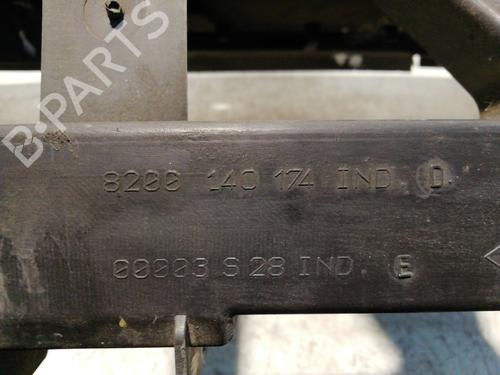 B-PARTS
8200 140 174 IND. D
00003 S 28 IND. E